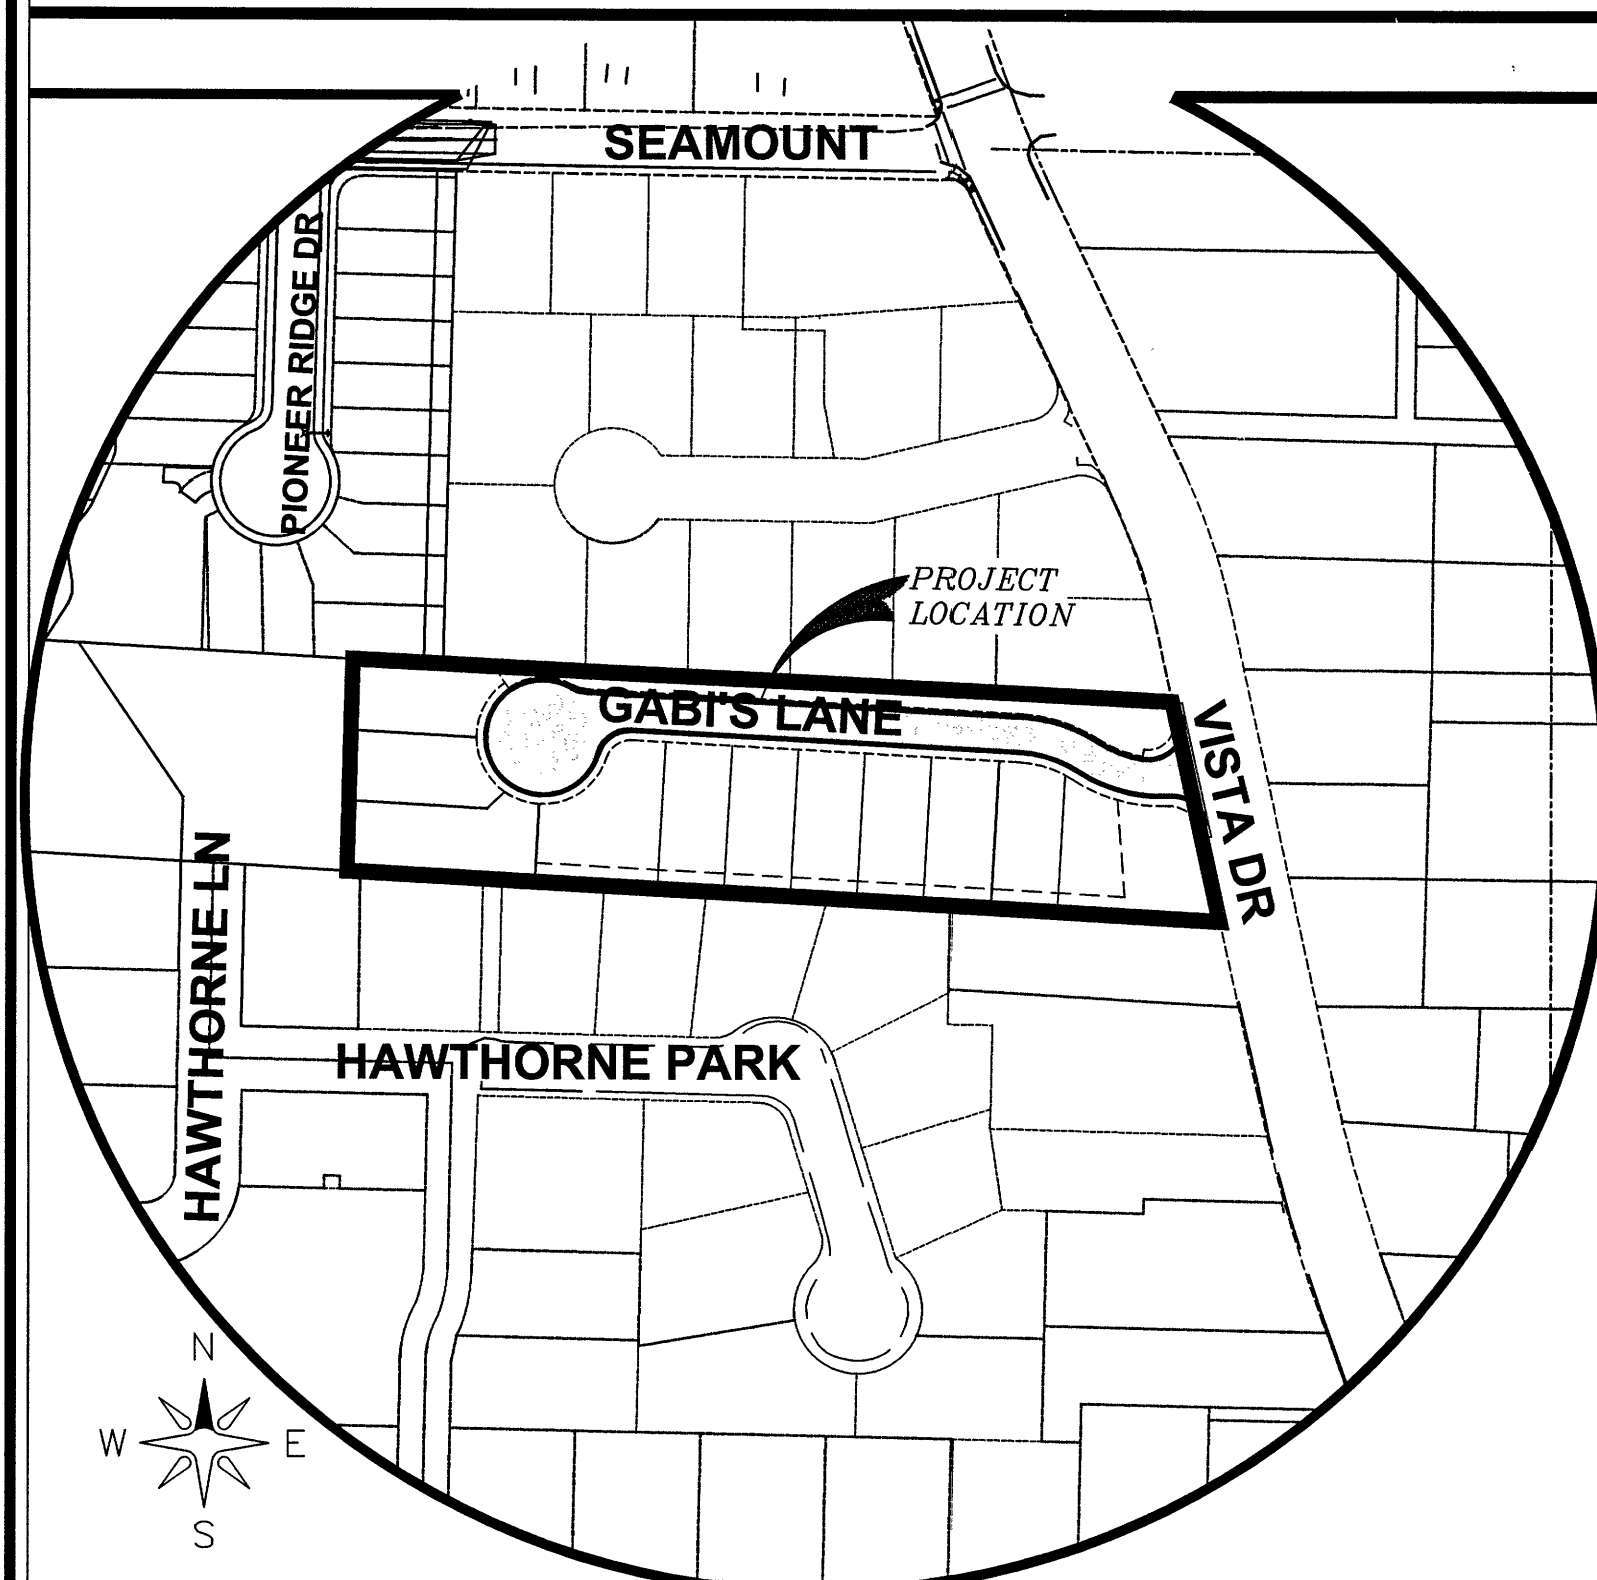 SEAMOUNT
PIONEER RIDGE DR
PROJECT
LOCATION
GABI'S LANE
VISTA DR
HAWTHORNE LN
HAWTHORNE PARK
N
W
E
S